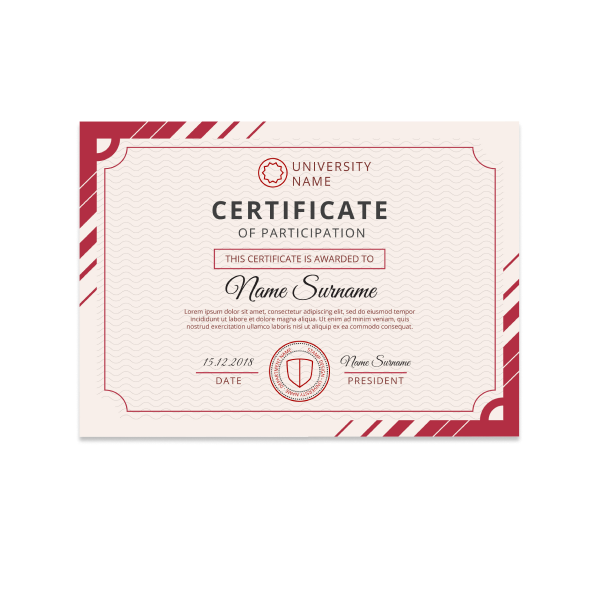 UNIVERSITY
NAME
CERTIFICATE
OF PARTICIPATION
THIS CERTIFICATE IS AWARDED TO
Name Surname
Lorem ipsum dolor sit amet, consectetur adipiscing elit, sed do eiusmod tempor
incididunt ut labore et dolore magna aliqua. Ut enim ad minim veniam, quis
nostrud exercitation ullamco laboris nisi ut aliquip ex ea commodo consequat.
15.12.2018
DATE
Name Surname
PRESIDENT